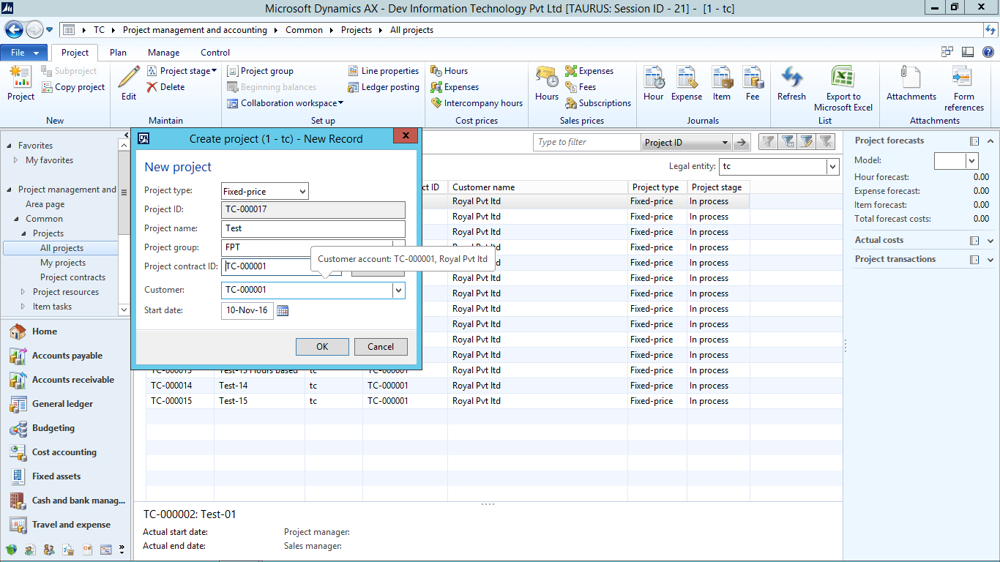 Microsoft Dynamics AX - Dev Information Technology Pvt Ltd [TAURUS: Session ID - 21] - [1 - tc]
TC Project management and accounting Common Projects All projects
File Project Plan Manage Control
Project
Subproject
Copy project
New
Edit
Project stage
Delete
Maintain
Project group
Beginning balances
Collaboration workspace
Line properties
Ledger posting
Set up
Hours
Expenses
Intercompany hours
Cost prices
Hours
Expenses
Fees
Subscriptions
Sales prices
Hour
Expense
Item
Fee
Journals
Refresh
Export to
Microsoft Excel
List
Attachments
Form
references
Attachments
Favorites
My favorites
Project management and
Area page
Common
Projects
All projects
My projects
Project contracts
Project resources
Item tasks
Home
Accounts payable
Accounts receivable
General ledger
Budgeting
Cost accounting
Fixed assets
Cash and bank manag...
Travel and expense
Create project (1 - tc) - New Record
New project
Project type: Fixed-price
Project ID: TC-000017
Project name: Test
Project group: FPT
Project contract ID: TC-000001
Customer account: TC-000001, Royal Pvt ltd
Customer: TC-000001
Start date: 10-Nov-16
OK Cancel
Type to filter Project ID
Legal entity: tc
ct ID Customer name Project type Project stage
Royal Pvt ltd Fixed-price In process
Royal Pvt ltd Fixed-price In process
Royal Pvt ltd Fixed-price In process
Royal Pvt ltd Fixed-price In process
Royal Pvt ltd Fixed-price In process
Royal Pvt ltd Fixed-price In process
Royal Pvt ltd Fixed-price In process
Royal Pvt ltd Fixed-price In process
Royal Pvt ltd Fixed-price In process
Royal Pvt ltd Fixed-price In process
Royal Pvt ltd Fixed-price In process
TC-000013 Test-13 Hours based tc TC-000001 Royal Pvt ltd Fixed-price In process
TC-000014 Test-14 tc TC-000001 Royal Pvt ltd Fixed-price In process
TC-000015 Test-15 tc TC-000001 Royal Pvt ltd Fixed-price In process
TC-000002: Test-01
Actual start date: Project manager:
Actual end date: Sales manager:
Project forecasts
Model:
Hour forecast: 0.00
Expense forecast: 0.00
Item forecast: 0.00
Total forecast costs: 0.00
Actual costs
Project transactions